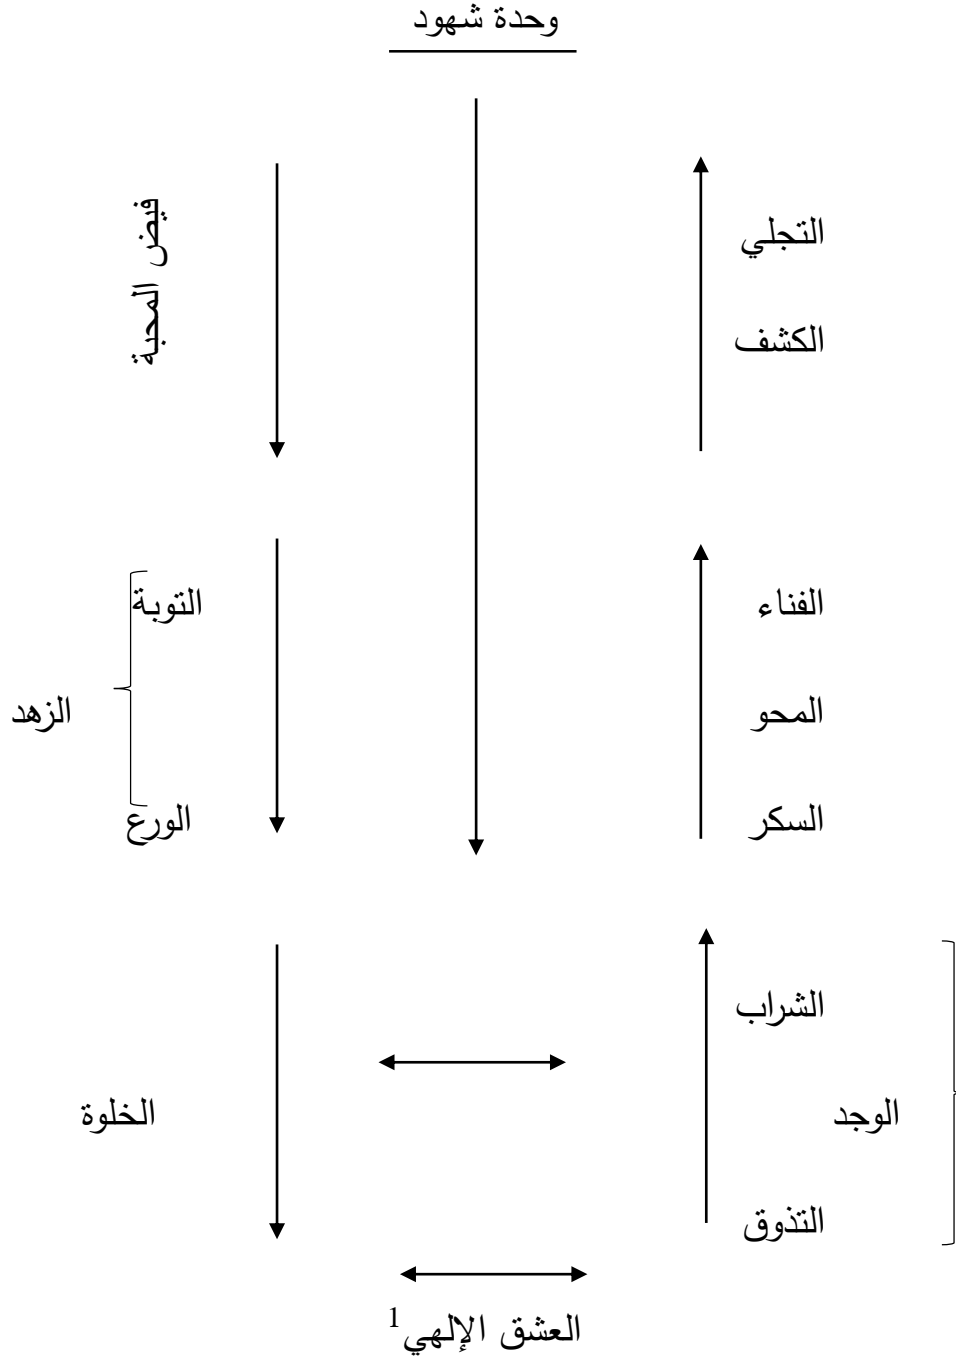 وحدة شهود
التجلي
فيض المحبة
الكشف
الفناء
التوبة
المحو
الزهد
السكر
الورع
الشراب
الوجد
الخلوة
التذوق
العشق الإلهي1